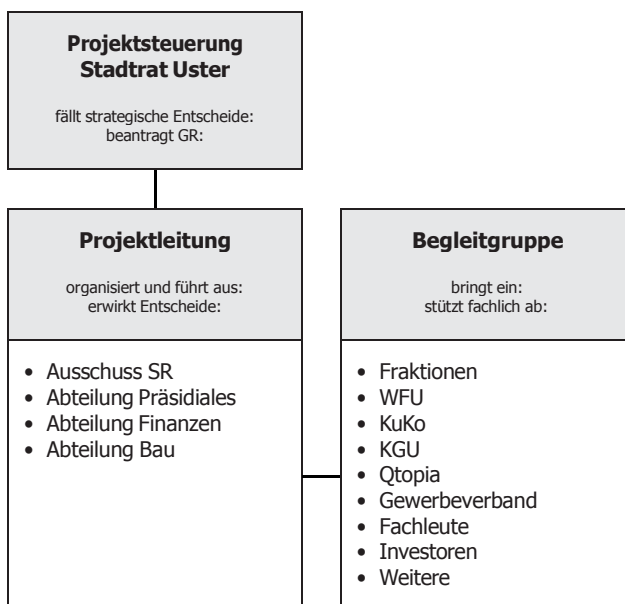 Projektsteuerung
Stadtrat Uster
fällt strategische Entscheide:
beantragt GR:
Projektleitung
organisiert und führt aus:
erwirkt Entscheide:
• Ausschuss SR
• Abteilung Präsidiales
• Abteilung Finanzen
• Abteilung Bau
Begleitgruppe
bringt ein:
stützt fachlich ab:
• Fraktionen
• WFU
• KuKo
• KGU
• Qtopia
• Gewerbeverband
• Fachleute
• Investoren
• Weitere